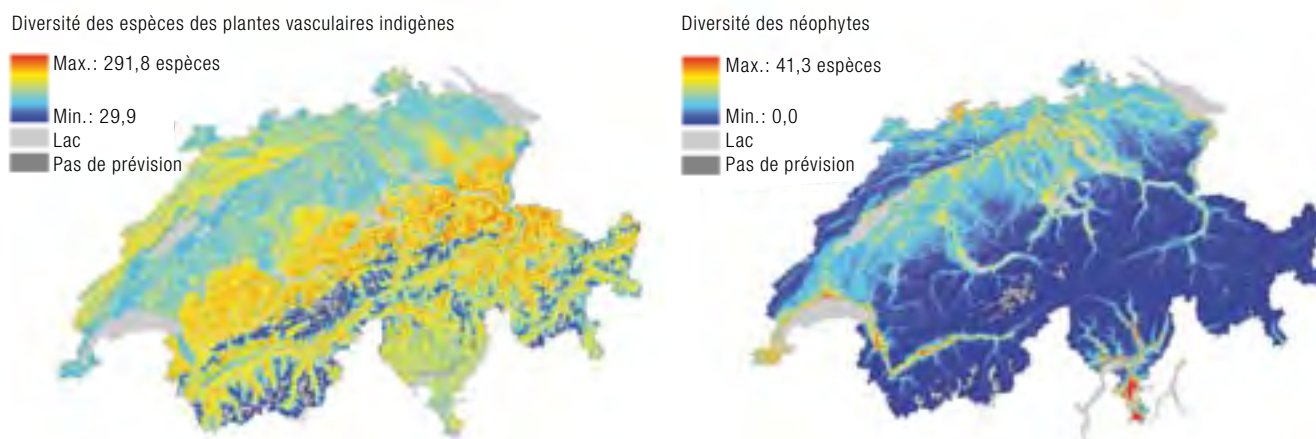 Diversité des espèces des plantes vasculaires indigènes
Max.: 291,8 espèces
Min.: 29,9
Lac
Pas de prévision
Diversité des néophytes
Max.: 41,3 espèces
Min.: 0,0
Lac
Pas de prévision